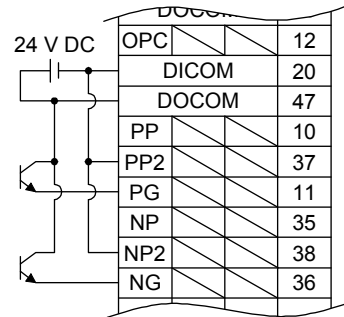 DOCOM
24 V DC
OPC 12
DICOM 20
DOCOM 47
PP 10
PP2 37
PG 11
NP 35
NP2 38
NG 36